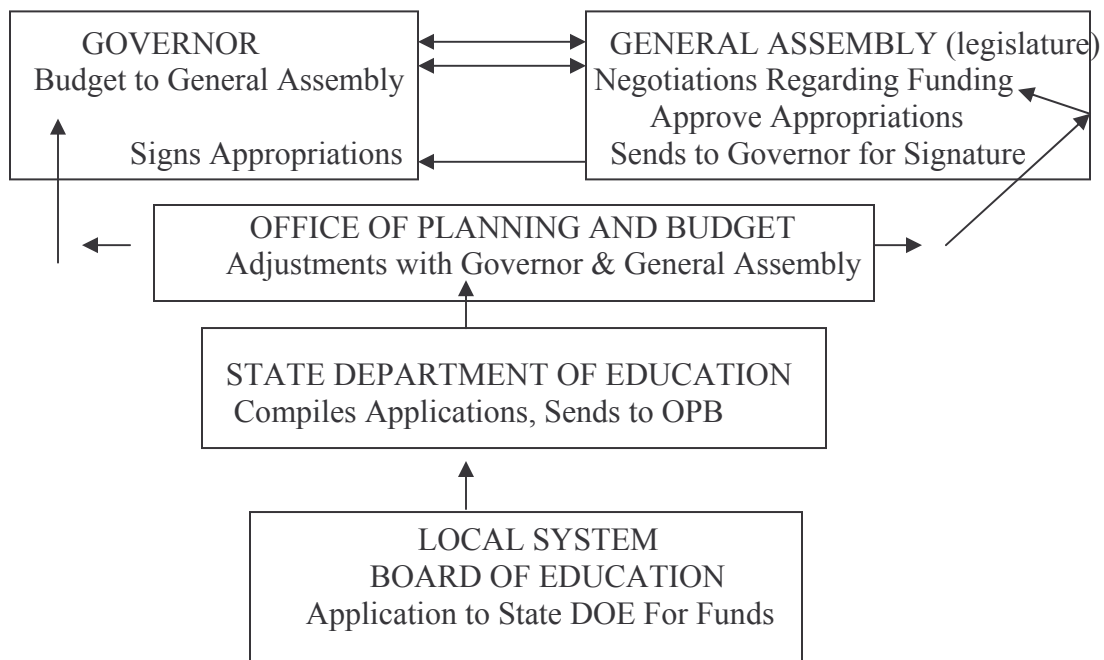 GOVERNOR
Budget to General Assembly
Signs Appropriations
GENERAL ASSEMBLY (legislature)
Negotiations Regarding Funding
Approve Appropriations
Sends to Governor for Signature
OFFICE OF PLANNING AND BUDGET
Adjustments with Governor & General Assembly
STATE DEPARTMENT OF EDUCATION
Compiles Applications, Sends to OPB
LOCAL SYSTEM
BOARD OF EDUCATION
Application to State DOE For Funds